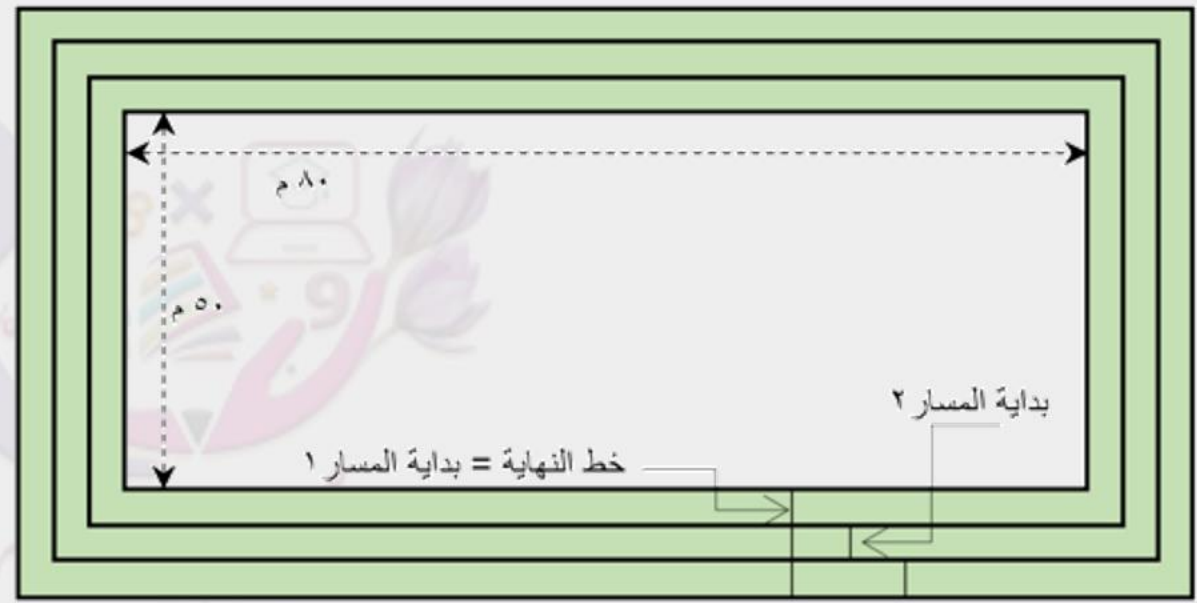 ٨٠ م
٥٠ م
بداية المسار ٢
خط النهاية = بداية المسار ١